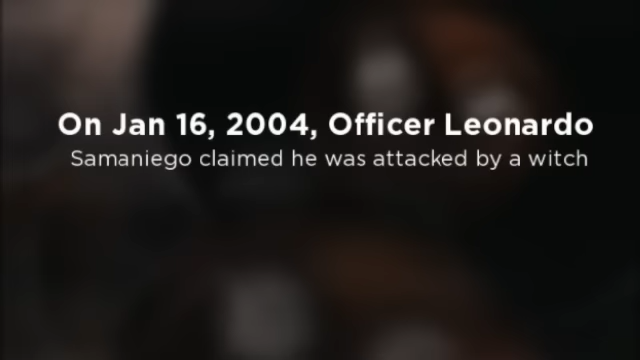 On Jan 16, 2004, Officer Leonardo
Samaniego claimed he was attacked by a witch